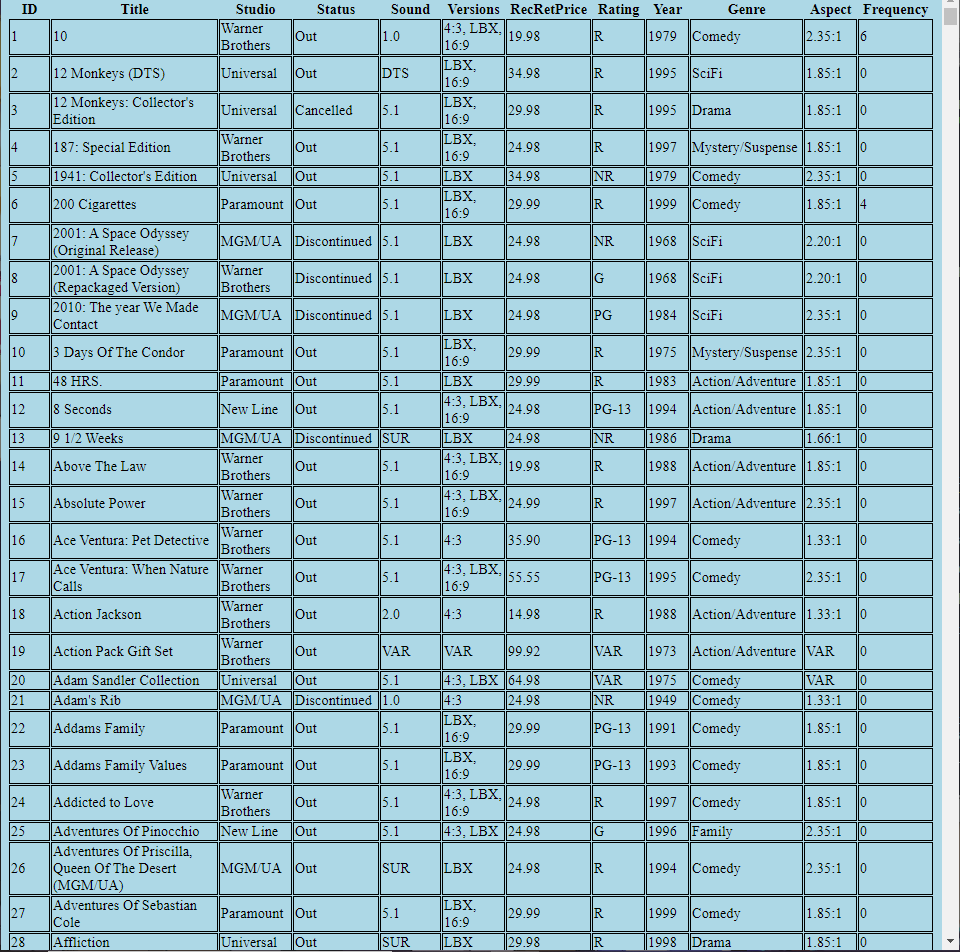 ID Title Studio Status Sound Versions RecRetPrice Rating Year Genre Aspect Frequency
1 10 Warner Brothers Out 1.0 4:3, LBX, 16:9 19.98 R 1979 Comedy 2.35:1 6
2 12 Monkeys (DTS) Universal Out DTS LBX, 16:9 34.98 R 1995 SciFi 1.85:1 0
3 12 Monkeys: Collector's Edition Universal Cancelled 5.1 LBX, 16:9 29.98 R 1995 Drama 1.85:1 0
4 187: Special Edition Warner Brothers Out 5.1 LBX, 16:9 24.98 R 1997 Mystery/Suspense 1.85:1 0
5 1941: Collector's Edition Universal Out 5.1 LBX 34.98 NR 1979 Comedy 2.35:1 0
6 200 Cigarettes Paramount Out 5.1 LBX, 16:9 29.99 R 1999 Comedy 1.85:1 4
7 2001: A Space Odyssey (Original Release) MGM/UA Discontinued 5.1 LBX 24.98 NR 1968 SciFi 2.20:1 0
8 2001: A Space Odyssey (Repackaged Version) Warner Brothers Discontinued 5.1 LBX 24.98 G 1968 SciFi 2.20:1 0
9 2010: The year We Made Contact MGM/UA Discontinued 5.1 LBX 24.98 PG 1984 SciFi 2.35:1 0
10 3 Days Of The Condor Paramount Out 5.1 LBX, 16:9 29.99 R 1975 Mystery/Suspense 2.35:1 0
11 48 HRS. Paramount Out 5.1 LBX 29.99 R 1983 Action/Adventure 1.85:1 0
12 8 Seconds New Line Out 5.1 4:3, LBX, 16:9 24.98 PG-13 1994 Action/Adventure 1.85:1 0
13 9 1/2 Weeks MGM/UA Discontinued SUR LBX 24.98 NR 1986 Drama 1.66:1 0
14 Above The Law Warner Brothers Out 5.1 4:3, LBX, 16:9 19.98 R 1988 Action/Adventure 1.85:1 0
15 Absolute Power Warner Brothers Out 5.1 4:3, LBX, 16:9 24.99 R 1997 Action/Adventure 2.35:1 0
16 Ace Ventura: Pet Detective Warner Brothers Out 5.1 4:3 35.90 PG-13 1994 Comedy 1.33:1 0
17 Ace Ventura: When Nature Calls Warner Brothers Out 5.1 4:3, LBX, 16:9 55.55 PG-13 1995 Comedy 2.35:1 0
18 Action Jackson Warner Brothers Out 2.0 4:3 14.98 R 1988 Action/Adventure 1.33:1 0
19 Action Pack Gift Set Warner Brothers Out VAR VAR 99.92 VAR 1973 Action/Adventure VAR 0
20 Adam Sandler Collection Universal Out 5.1 4:3, LBX 64.98 VAR 1975 Comedy VAR 0
21 Adam's Rib MGM/UA Discontinued 1.0 4:3 24.98 NR 1949 Comedy 1.33:1 0
22 Addams Family Paramount Out 5.1 LBX, 16:9 29.99 PG-13 1991 Comedy 1.85:1 0
23 Addams Family Values Paramount Out 5.1 LBX, 16:9 29.99 PG-13 1993 Comedy 1.85:1 0
24 Addicted to Love Warner Brothers Out 5.1 4:3, LBX, 16:9 24.98 R 1997 Comedy 1.85:1 0
25 Adventures Of Pinocchio New Line Out 5.1 4:3, LBX 24.98 G 1996 Family 2.35:1 0
26 Adventures Of Priscilla, Queen Of The Desert (MGM/UA) MGM/UA Out SUR LBX 24.98 R 1994 Comedy 2.35:1 0
27 Adventures Of Sebastian Cole Paramount Out 5.1 LBX, 16:9 29.99 R 1999 Comedy 1.85:1 0
28 Affliction Universal Out SUR LBX 29.98 R 1998 Drama 1.85:1 0